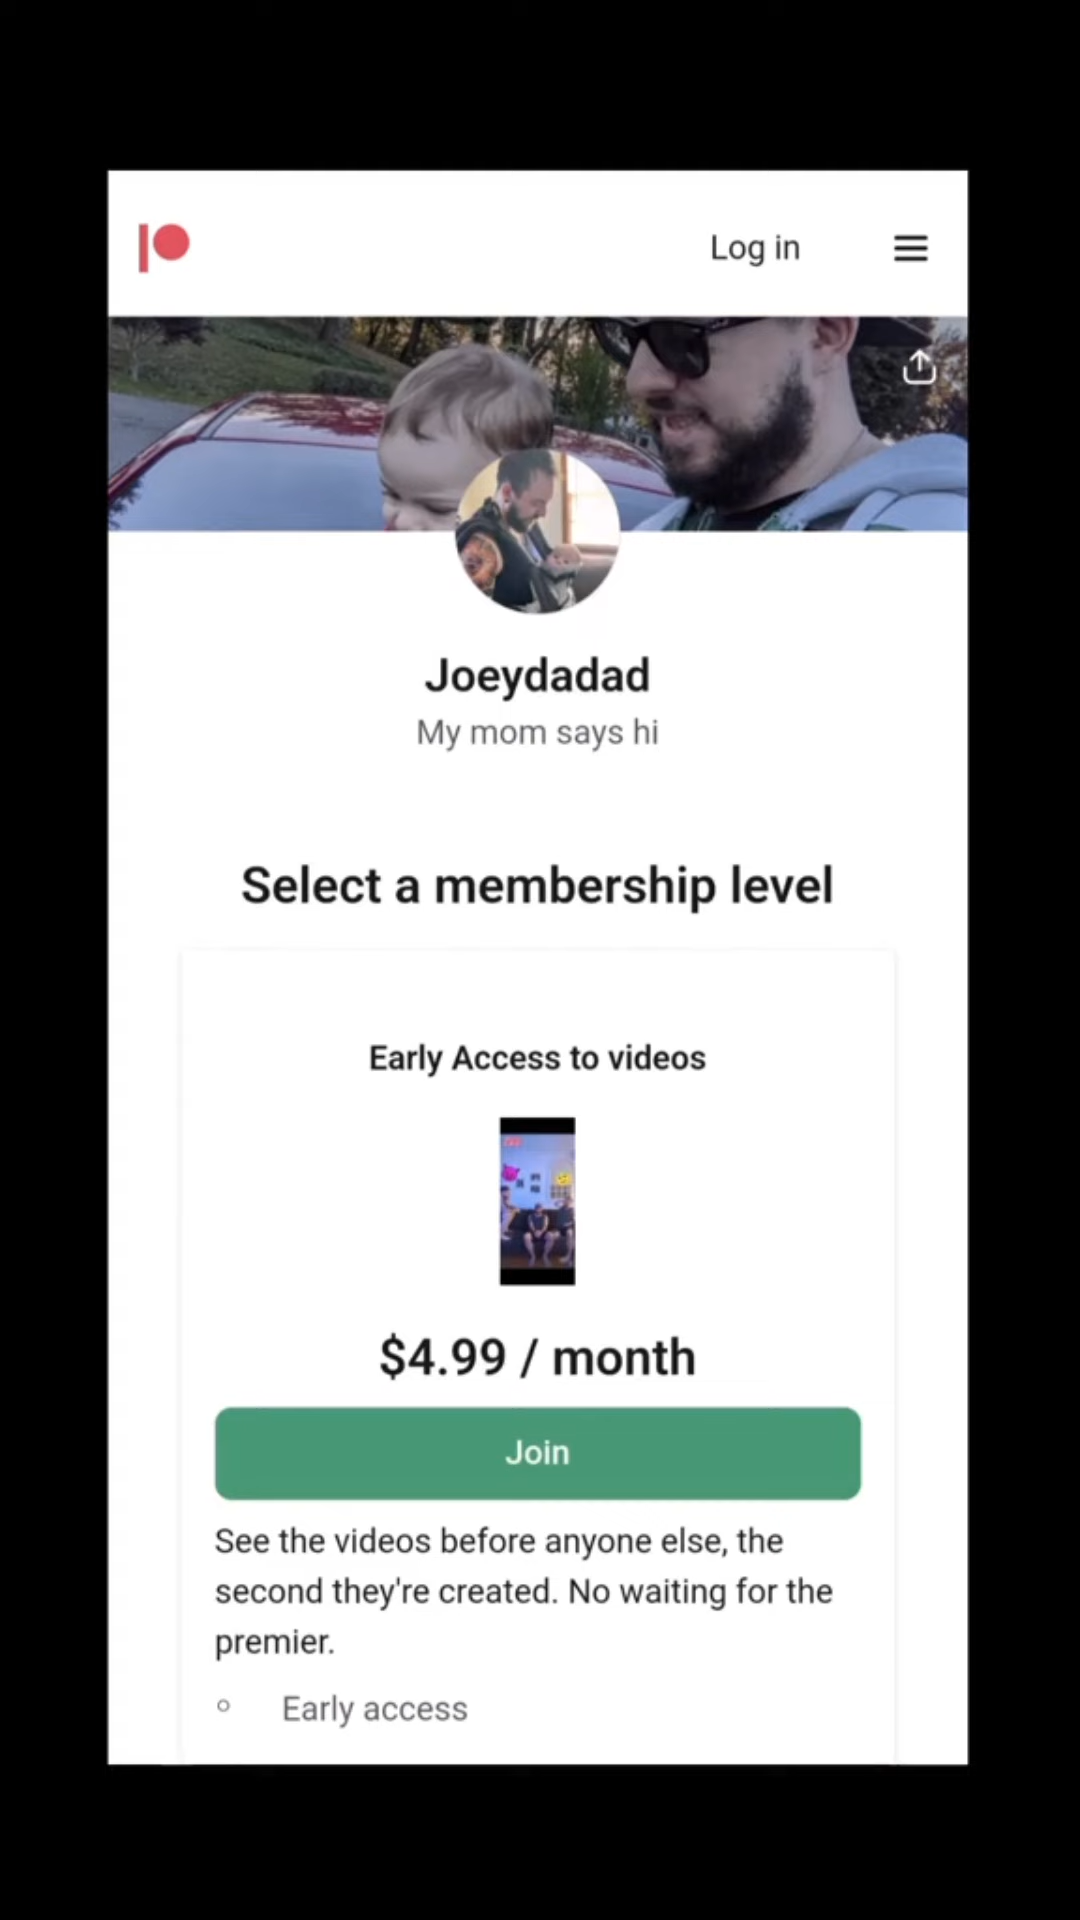 Log in
Joeydadad
My mom says hi
Select a membership level
Early Access to videos
$4.99 / month
Join
See the videos before anyone else, the
second they're created. No waiting for the
premier.
Early access